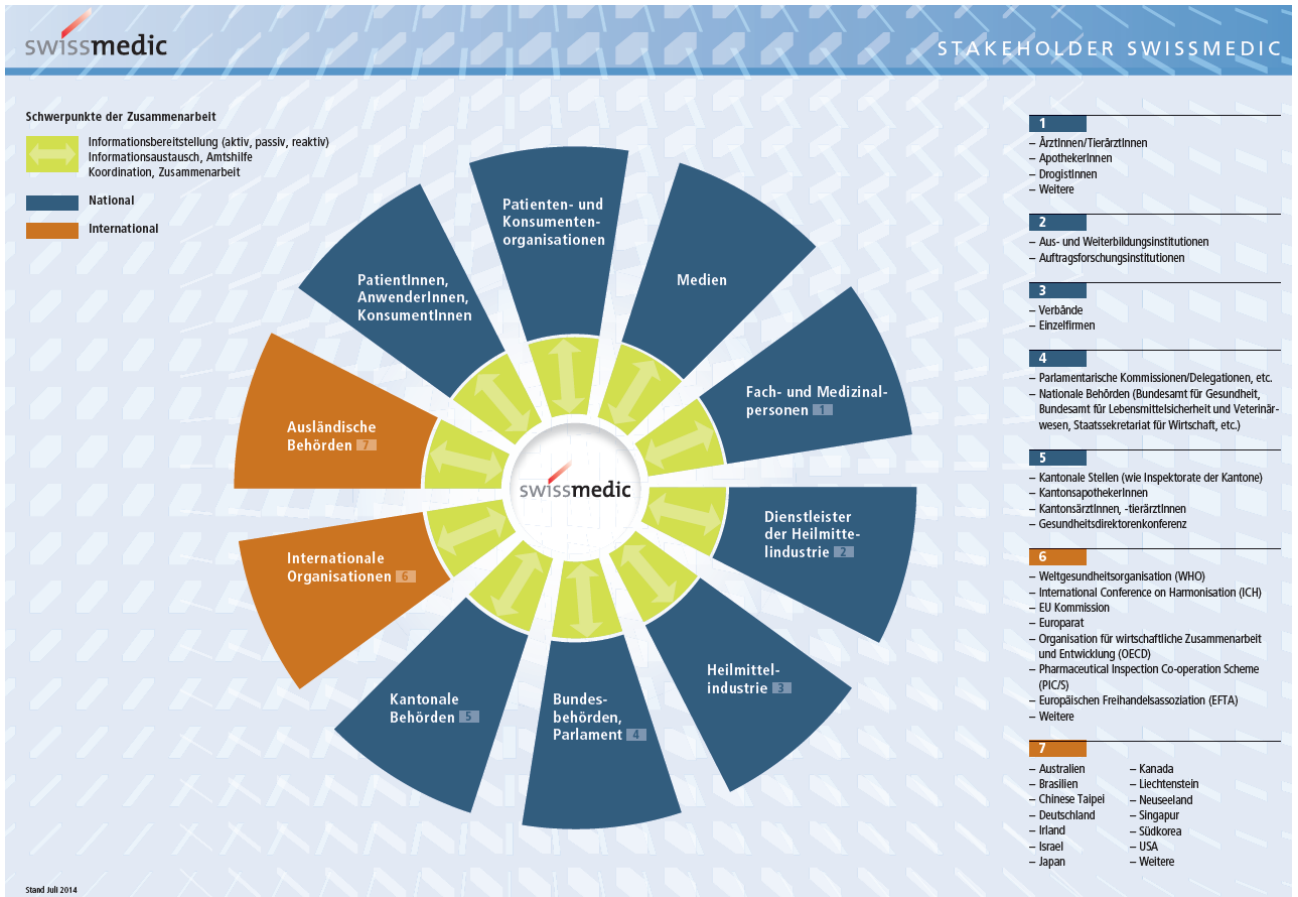 swissmedic
STAKEHOLDER SWISSMEDIC
Schwerpunkte der Zusammenarbeit
Informationsbereitstellung (aktiv, passiv, reaktiv)
Informationsaustausch, Amtshilfe
Koordination, Zusammenarbeit
National
International
Patienten- und
Konsumenten-
organisationen
Medien
Fach- und Medizinal-
personen 1
Dienstleister
der Heilmitte-
lindustrie 2
Heilmittel-
industrie 3
Bundes-
behörden,
Parlament 4
Kantonale
Behörden 5
Internationale
Organisationen 6
Ausländische
Behörden 7
PatientInnen,
AnwenderInnen,
KonsumentInnen
swissmedic
1
– ÄrztInnen/TierärztInnen
– ApothekerInnen
– DrogistInnen
– Weitere
2
– Aus- und Weiterbildungsinstitutionen
– Auftragsforschungsinstitutionen
3
– Verbände
– Einzelfirmen
4
– Parlamentarische Kommissionen/Delegationen, etc.
– Nationale Behörden (Bundesamt für Gesundheit,
Bundesamt für Lebensmittelsicherheit und Veterinär-
wesen, Staatssekretariat für Wirtschaft, etc.)
5
– Kantonale Stellen (wie Inspektorate der Kantone)
– KantonsapothekerInnen
– KantonsärztInnen, -tierärztInnen
– Gesundheitsdirektorenkonferenz
6
– Weltgesundheitsorganisation (WHO)
– International Conference on Harmonisation (ICH)
– EU Kommission
– Europarat
– Organisation für wirtschaftliche Zusammenarbeit
und Entwicklung (OECD)
– Pharmaceutical Inspection Co-operation Scheme
(PIC/S)
– Europäischen Freihandelsassoziation (EFTA)
– Weitere
7
– Australien
– Brasilien
– Chinese Taipei
– Deutschland
– Irland
– Israel
– Japan
– Kanada
– Liechtenstein
– Neuseeland
– Singapur
– Südkorea
– USA
– Weitere
Stand Juli 2014